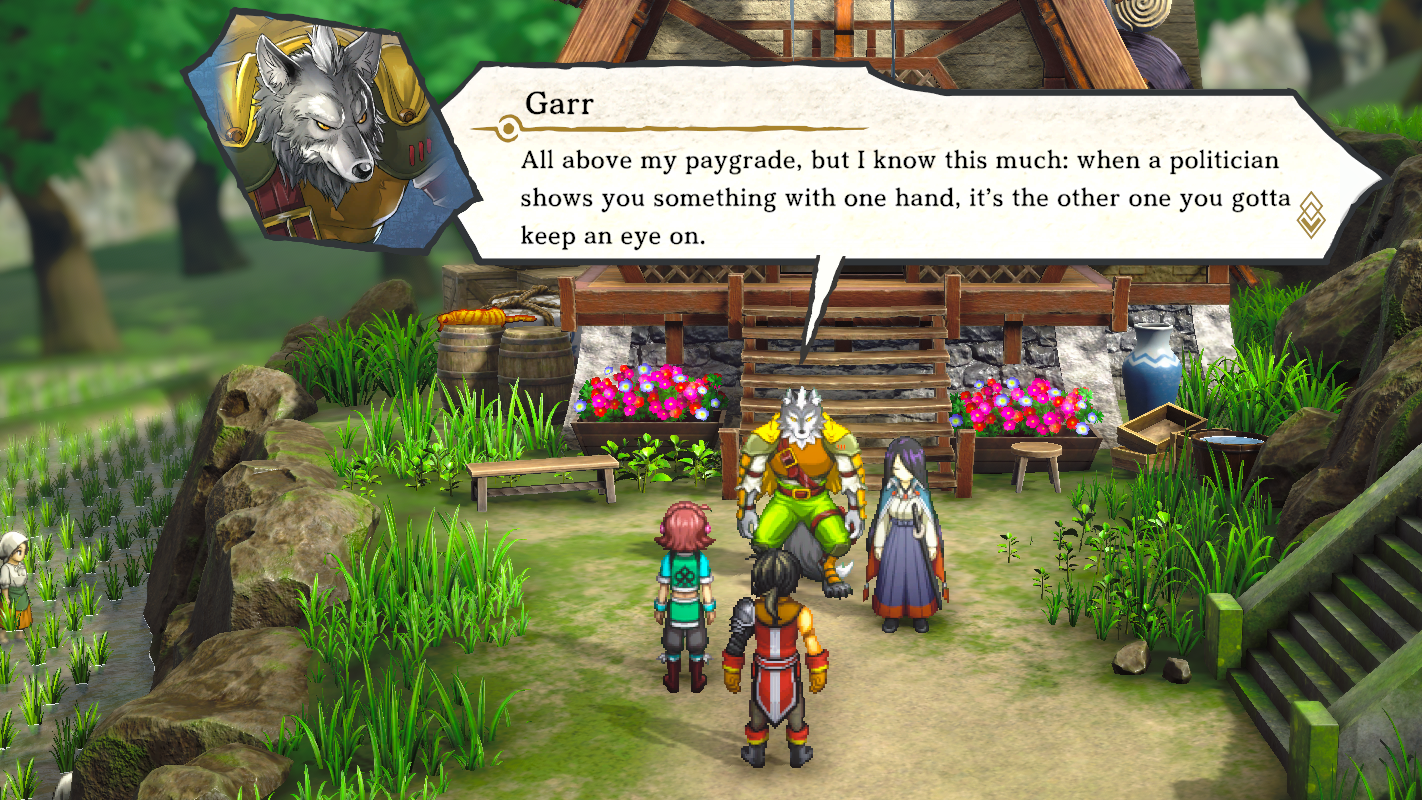 Garr
All above my paygrade, but I know this much: when a politician
shows you something with one hand, it's the other one you gotta
keep an eye on.